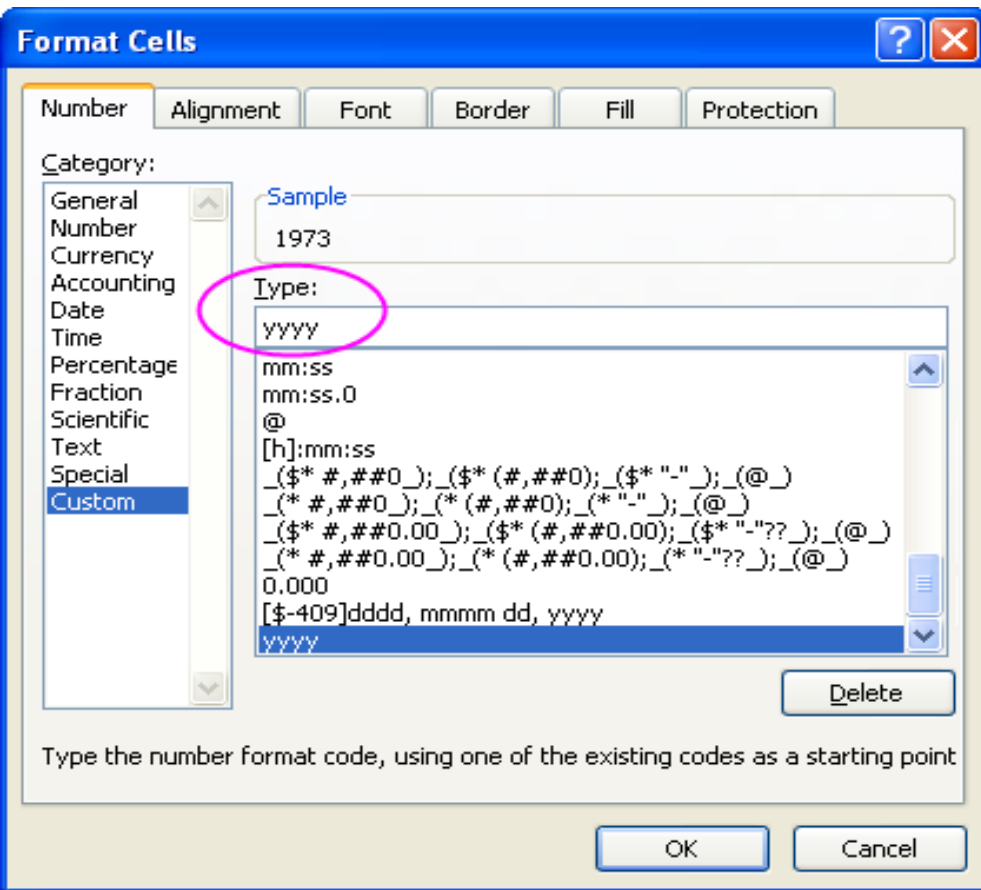 Format Cells
Number Alignment Font Border Fill Protection
Category:
General
Number
Currency
Accounting
Date
Time
Percentage
Fraction
Scientific
Text
Special
Custom
Sample
1973
Type:
yyyy
mm:ss
mm:ss.0
@
[h]:mm:ss
_($* #,##0_);_($* (#,##0);_($* "-"_);_(@_)
_(* #,##0_);_(* (#,##0);_(* "-"_);_(@_)
_($* #,##0.00_);_($* (#,##0.00);_($* "-"??_);_(@_)
_(* #,##0.00_);_(* (#,##0.00);_(* "-"??_);_(@_)
0.000
[$-409]dddd, mmmm dd, yyyy
yyyy
Delete
Type the number format code, using one of the existing codes as a starting point
OK Cancel